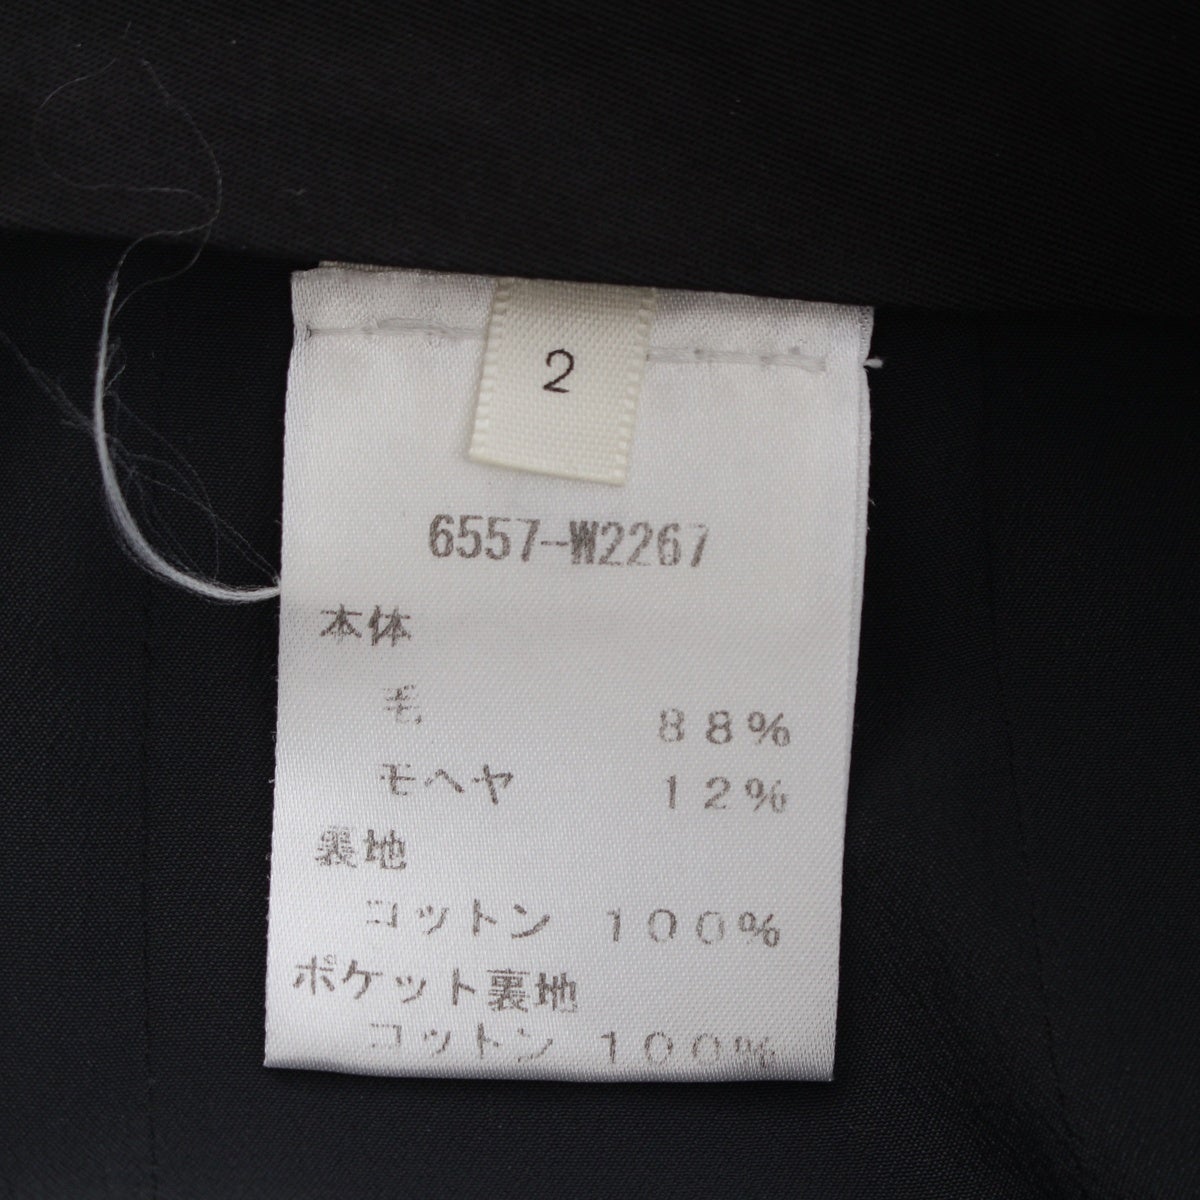 2
6557-W2267
本体
毛 88%
モヘヤ 12%
裏地
コットン 100%
ポケット裏地
コットン 100%